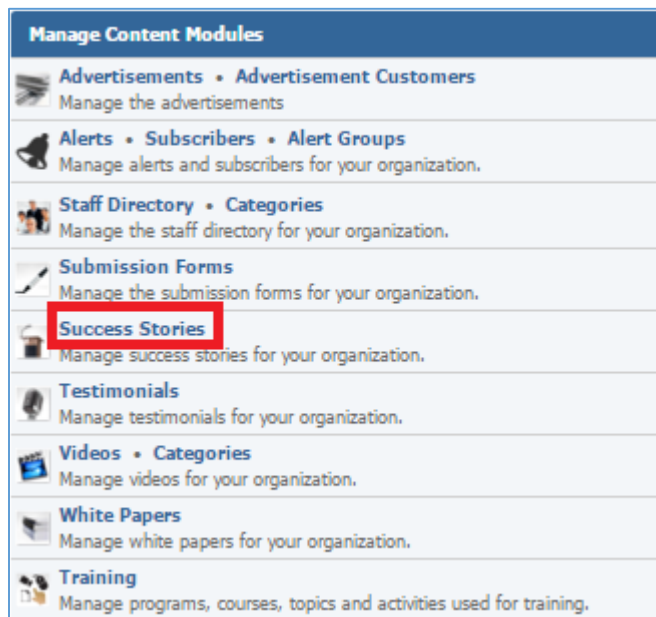 Manage Content Modules
Advertisements • Advertisement Customers
Manage the advertisements
Alerts • Subscribers • Alert Groups
Manage alerts and subscribers for your organization.
Staff Directory • Categories
Manage the staff directory for your organization.
Submission Forms
Manage the submission forms for your organization.
Success Stories
Manage success stories for your organization.
Testimonials
Manage testimonials for your organization.
Videos • Categories
Manage videos for your organization.
White Papers
Manage white papers for your organization.
Training
Manage programs, courses, topics and activities used for training.